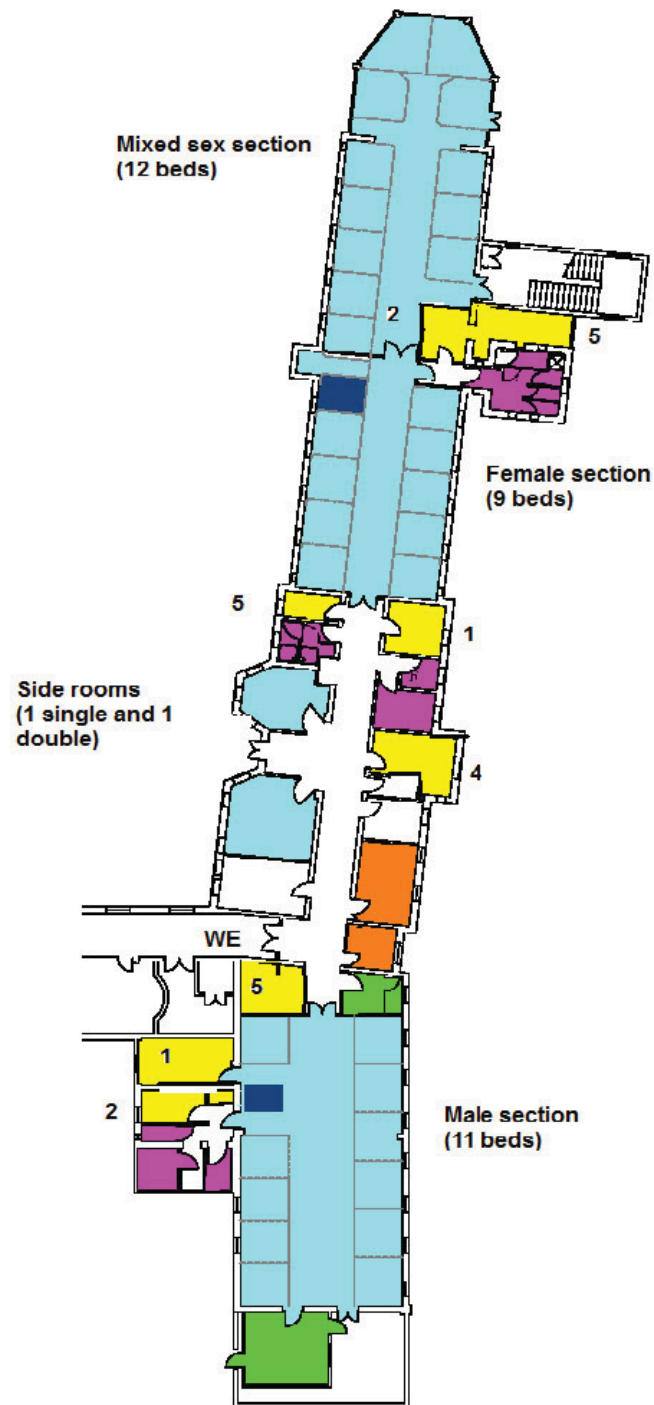 Mixed sex section
(12 beds)
2
5
Female section
(9 beds)
5
1
Side rooms
(1 single and 1
double)
4
WE
5
1
2
Male section
(11 beds)